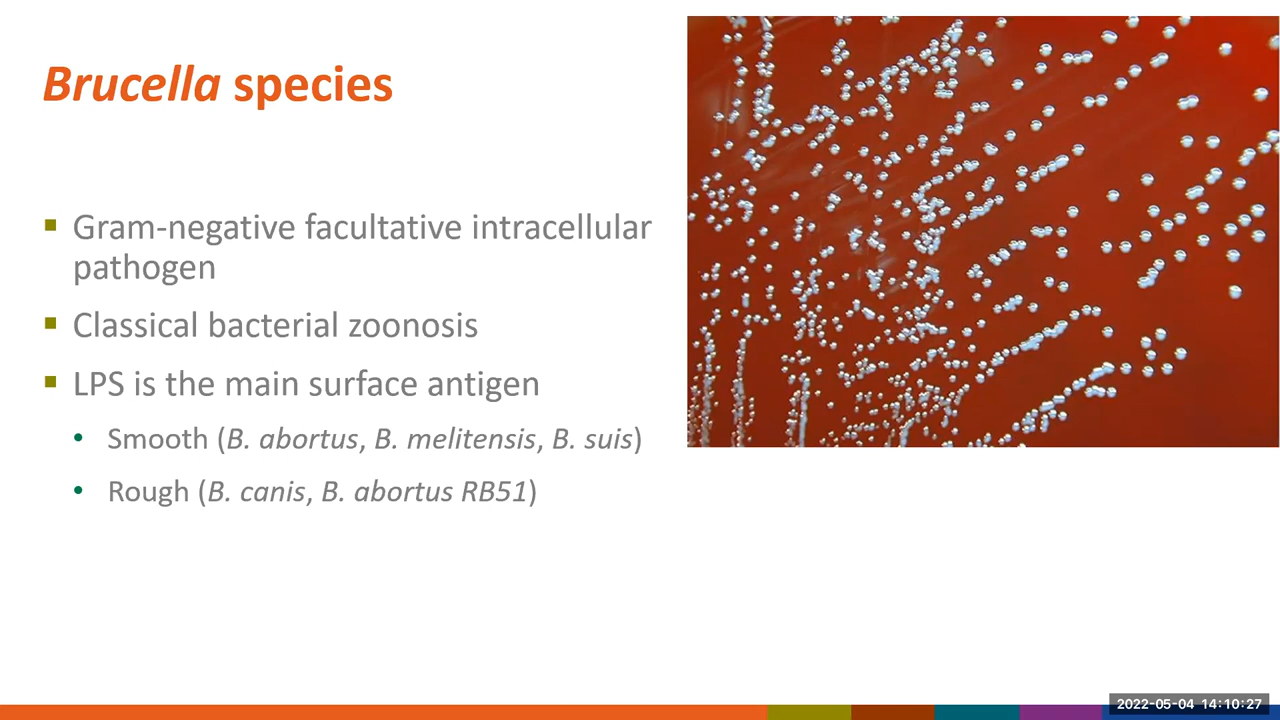 Brucella species
Gram-negative facultative intracellular
pathogen
Classical bacterial zoonosis
LPS is the main surface antigen
Smooth (B. abortus, B. melitensis, B. suis)
Rough (B. canis, B. abortus RB51)
2022-05-04 14:10:27